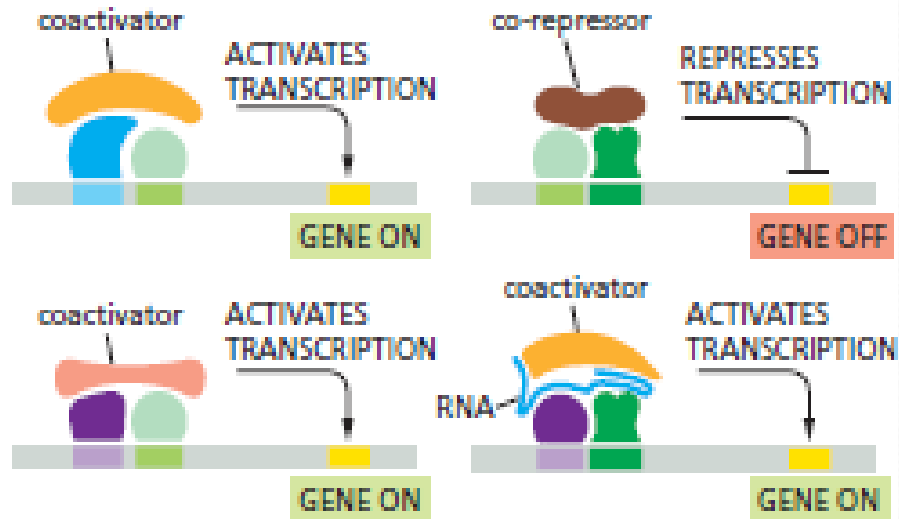 coactivator
ACTIVATES
TRANSCRIPTION
GENE ON
co-repressor
REPRESSES
TRANSCRIPTION
GENE OFF
coactivator
ACTIVATES
TRANSCRIPTION
GENE ON
coactivator
RNA
ACTIVATES
TRANSCRIPTION
GENE ON